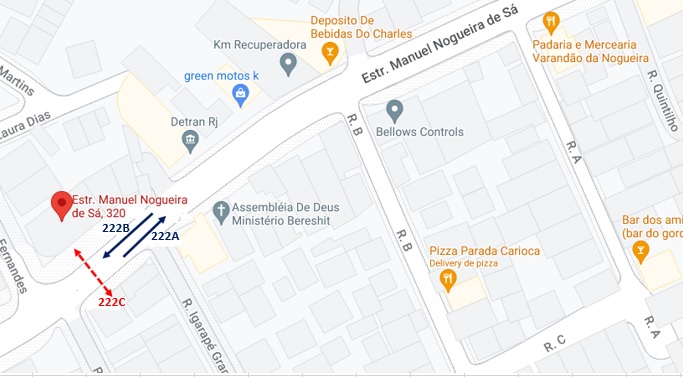 Deposito De
Bebidas Do Charles
Km Recuperadora
green motos k
Estr. Manuel Nogueira de Sá
Padaria e Mercearia
Varandão da Nogueira
R. Quintilho
Martins
Laura Dias
Detran Rj
R. B
Bellows Controls
R. A
Estr. Manuel Nogueira
de Sá, 320
Assembléia De Deus
Ministério Bereshit
222B
222A
R. B
Bar dos ami
(bar do gord
Pizza Parada Carioca
Delivery de pizza
Fernandes
222C
R. Igarapé Gran
R. C
R. A
R